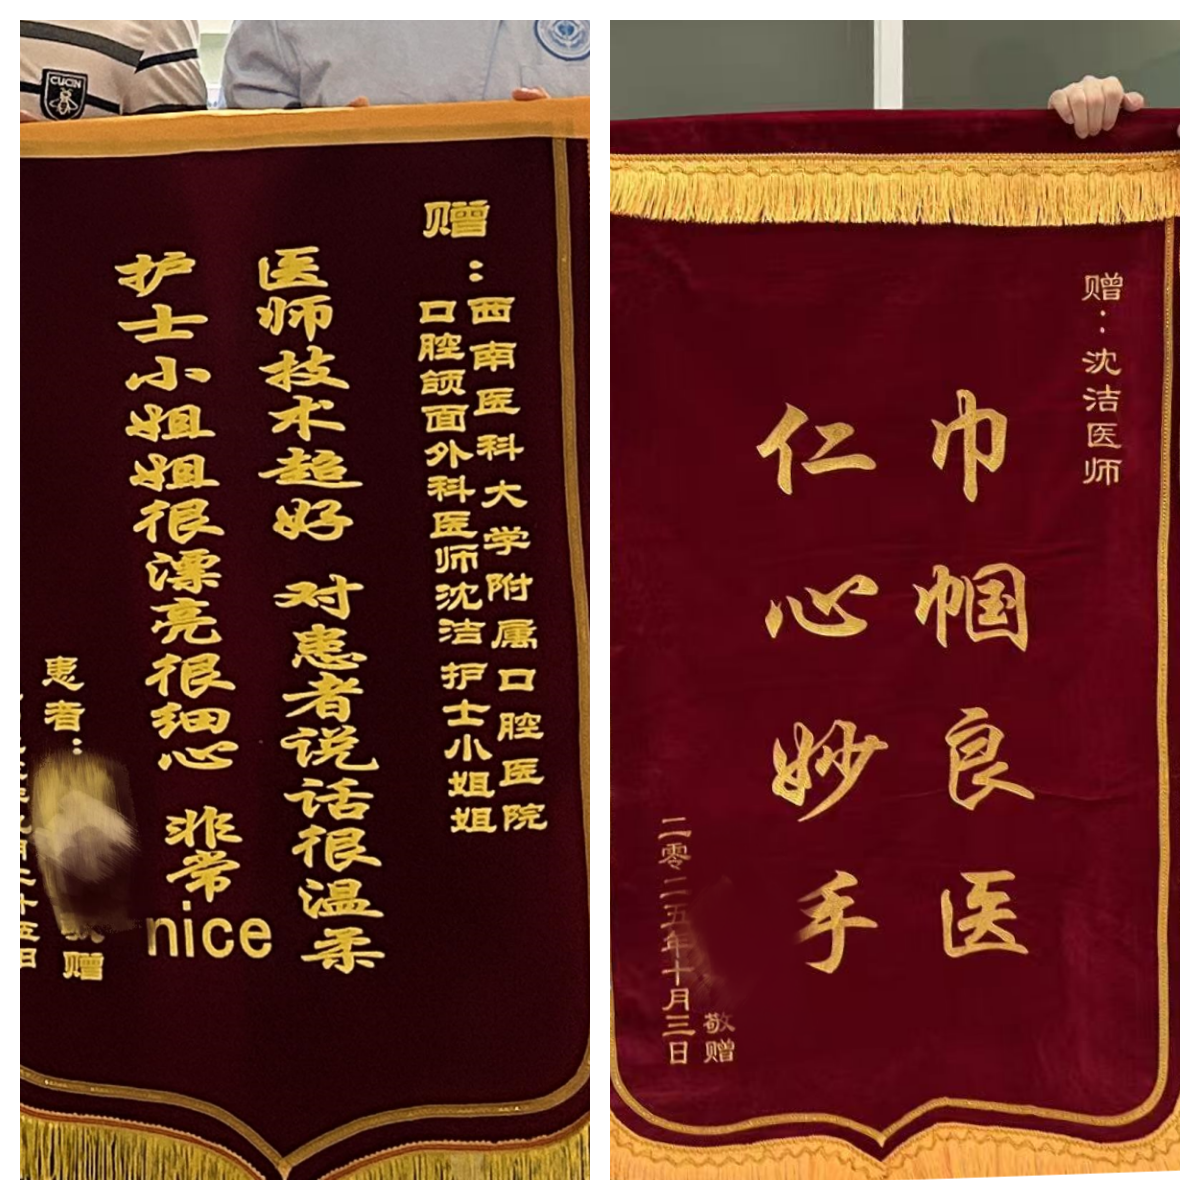 CUCIN
赠：
西南医科大学附属口腔医院
口腔颌面外科医师沈洁护士小姐姐
医师技术超好 对患者说话很温柔
护士小姐姐很漂亮很细心 非常nice
患者：
赠
赠：沈洁医师
巾帼良医
仁心妙手
敬赠
二零二五年十月三日